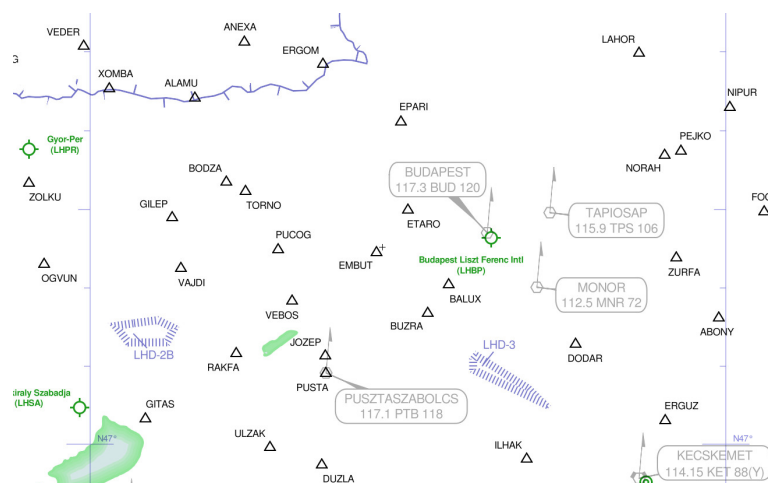 VEDER
ANEXA
ERGOM
LAHOR
G
XOMBA
ALAMU
NIPUR
EPARI
PEJKO
NORAH
Gyor-Per
(LHPR)
BODZA
TORNO
ZOLKU
GILEP
BUDAPEST
117.3 BUD 120
TAPIOSAP
115.9 TPS 106
FOO
ETARO
PUCOG
EMBUT
Budapest Liszt Ferenc Intl
(LHBP)
OGVUN
VAJDI
ZURFA
MONOR
112.5 MNR 72
BALUX
VEBOS
BUZRA
ABONY
JOZEP
LHD-2B
LHD-3
DODAR
RAKFA
PUSTA
PUSZTASZABOLCS
117.1 PTB 118
iraly Szabadja
(LHSA)
GITAS
ERGUZ
N47°
ULZAK
ILHAK
N47°
DUZLA
KECSKEMET
114.15 KET 88(Y)